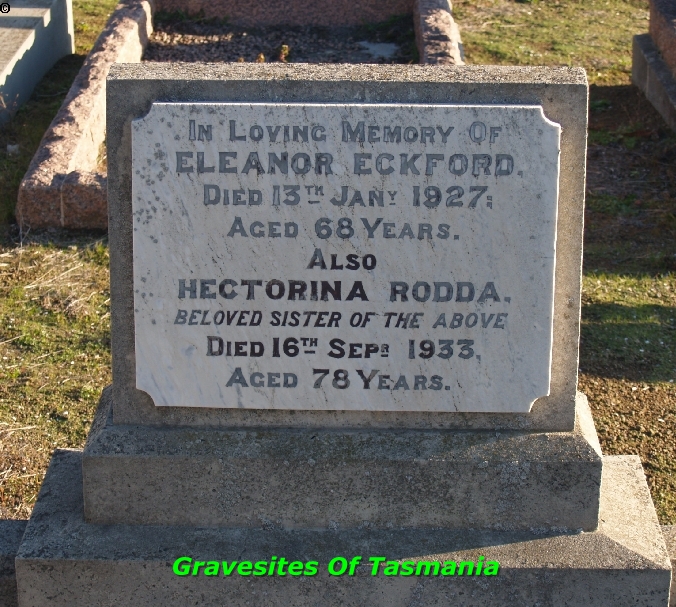 ©
IN LOVING MEMORY OF
ELEANOR ECKFORD.
DIED 13TH JANY 1927;
AGED 68 YEARS.
ALSO
HECTORINA RODDA.
BELOVED SISTER OF THE ABOVE
DIED 16TH SEPR 1933,
AGED 78 YEARS.
Gravesites Of Tasmania